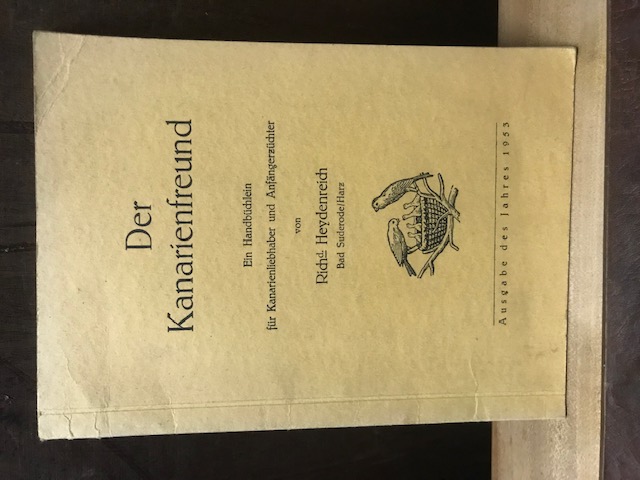 Der
Kanarienfreund
Ein Handbüchlein
für Kanarienliebhaber und Anfängerzüchter
von
Richd. Heydenreich
Bad Suderode/Harz
Ausgabe des Jahres 1953